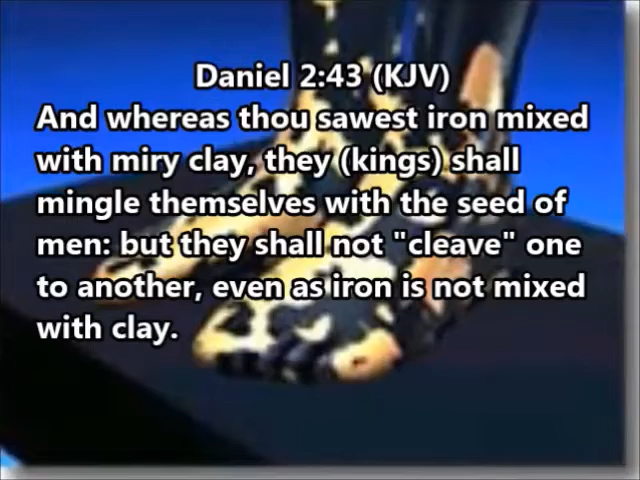 Daniel 2:43 (KJV)
And whereas thou sawest iron mixed
with miry clay, they (kings) shall
mingle themselves with the seed of
men: but they shall not "cleave" one
to another, even as iron is not mixed
with clay.